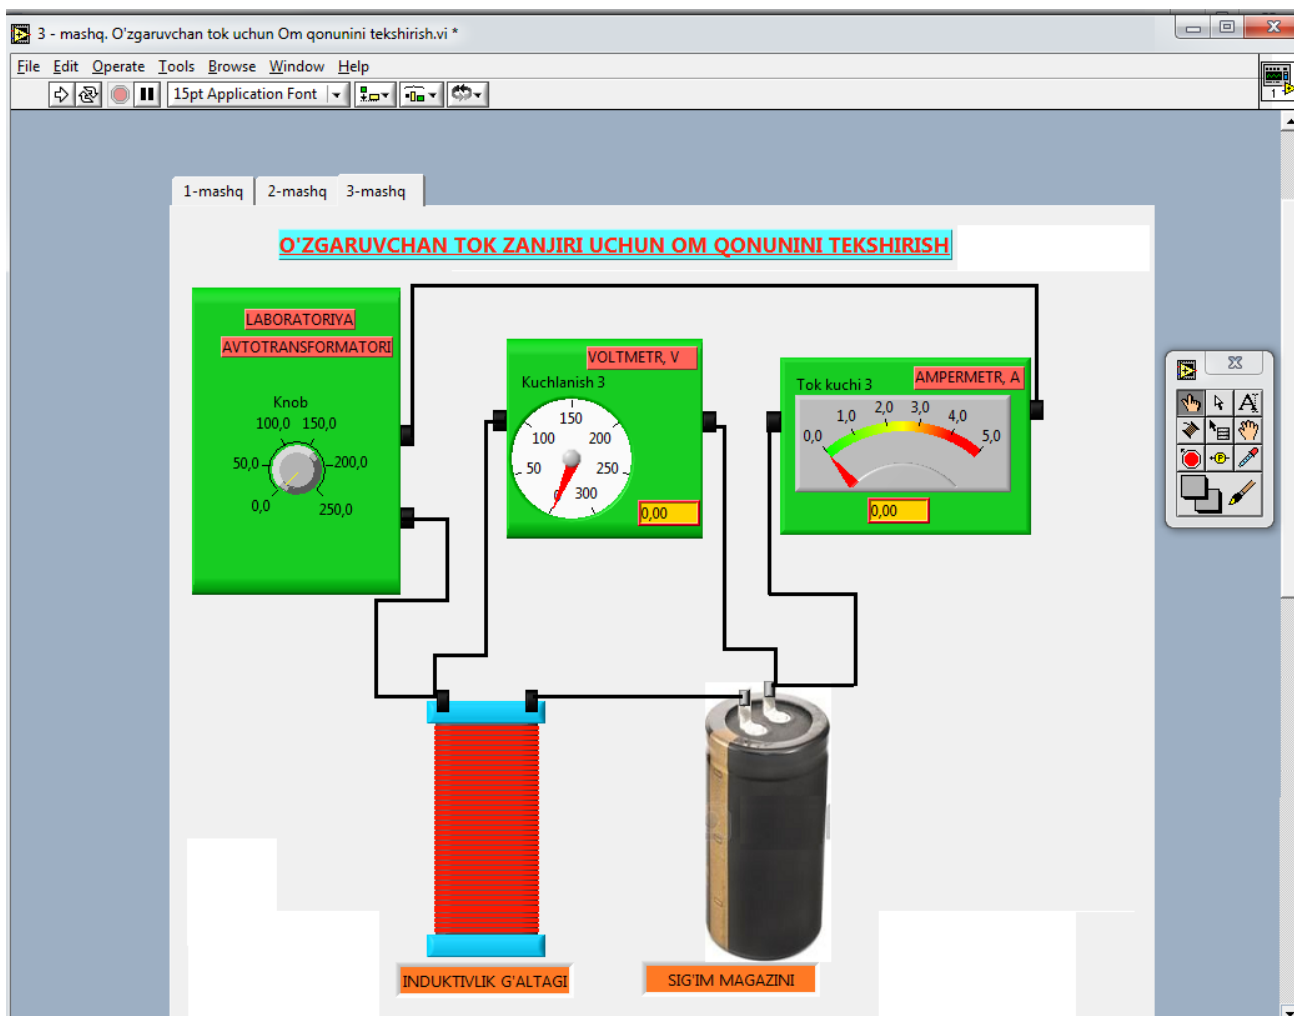 3 - mashq. O'zgaruvchan tok uchun Om qonunini tekshirish.vi *
File Edit Operate Tools Browse Window Help
15pt Application Font
1
1-mashq 2-mashq 3-mashq
O'ZGARUVCHAN TOK ZANJIRI UCHUN OM QONUNINI TEKSHIRISH
LABORATORIYA
AVTOTRANSFORMATORI
Knob
100,0 150,0
50,0 200,0
0,0 250,0
VOLTMETR, V
Kuchlanish 3
150
100 200
50 250
0 300
0,00
AMPERMETR, A
Tok kuchi 3
2,0 3,0
1,0 4,0
0,0 5,0
0,00
INDUKTIVLIK G'ALTAGI
SIG'IM MAGAZINI